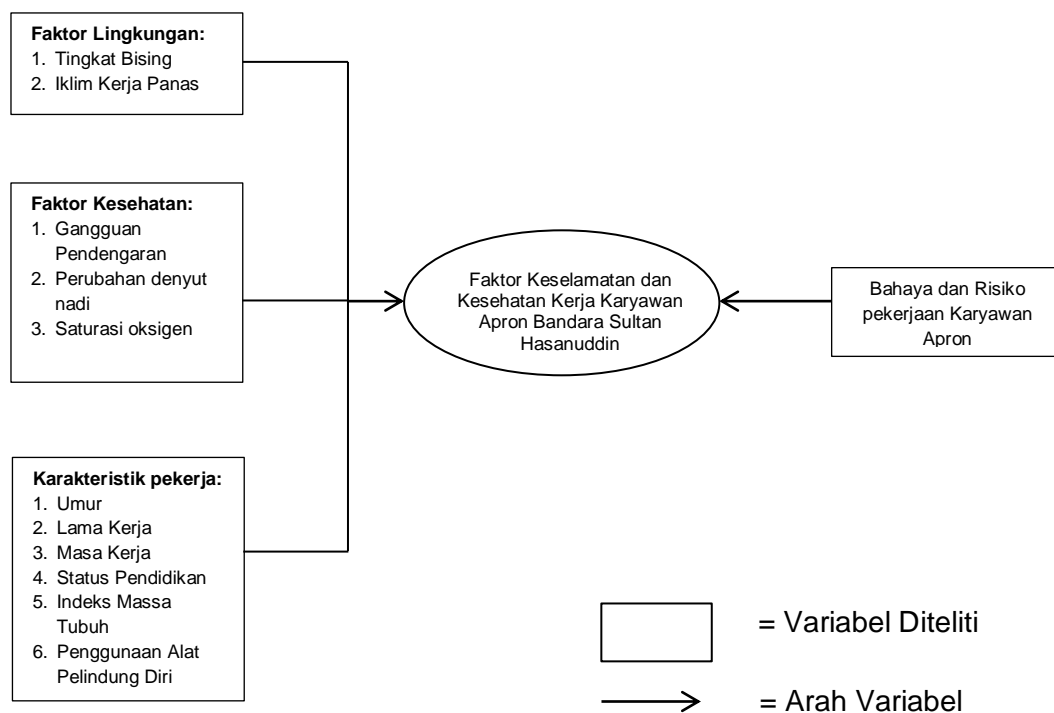 Faktor Lingkungan:
1. Tingkat Bising
2. Iklim Kerja Panas
Faktor Kesehatan:
1. Gangguan
Pendengaran
2. Perubahan denyut
nadi
3. Saturasi oksigen
Faktor Keselamatan dan
Kesehatan Kerja Karyawan
Apron Bandara Sultan
Hasanuddin
Bahaya dan Risiko
pekerjaan Karyawan
Apron
Karakteristik pekerja:
1. Umur
2. Lama Kerja
3. Masa Kerja
4. Status Pendidikan
5. Indeks Massa
Tubuh
6. Penggunaan Alat
Pelindung Diri
= Variabel Diteliti
= Arah Variabel